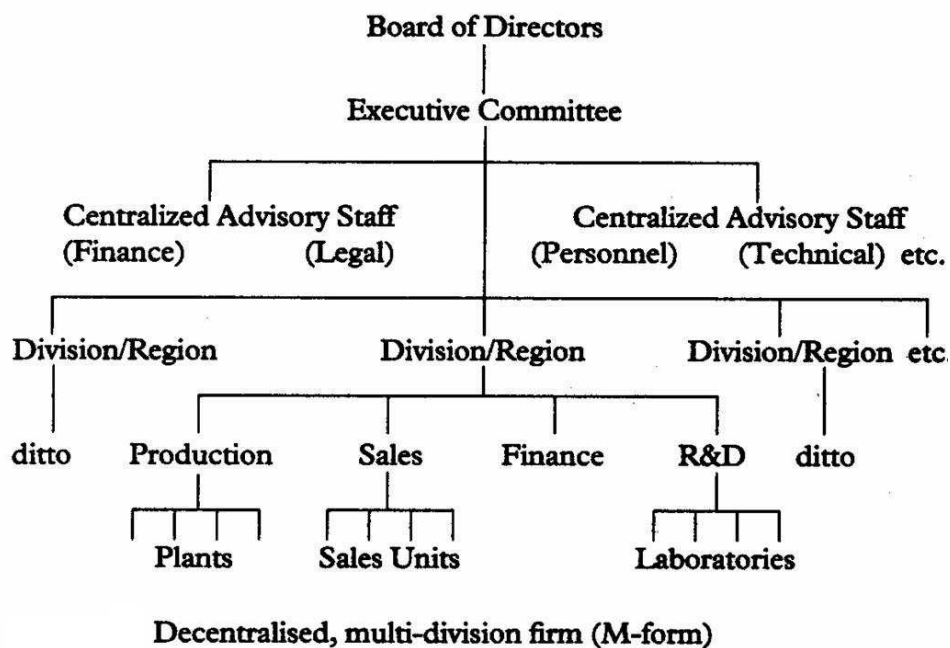 Board of Directors
Executive Committee
Centralized Advisory Staff Centralized Advisory Staff
(Finance) (Legal) (Personnel) (Technical) etc.
Division/Region Division/Region Division/Region etc.
ditto Production Sales Finance R&D ditto
Plants Sales Units Laboratories
Decentralised, multi-division firm (M-form)